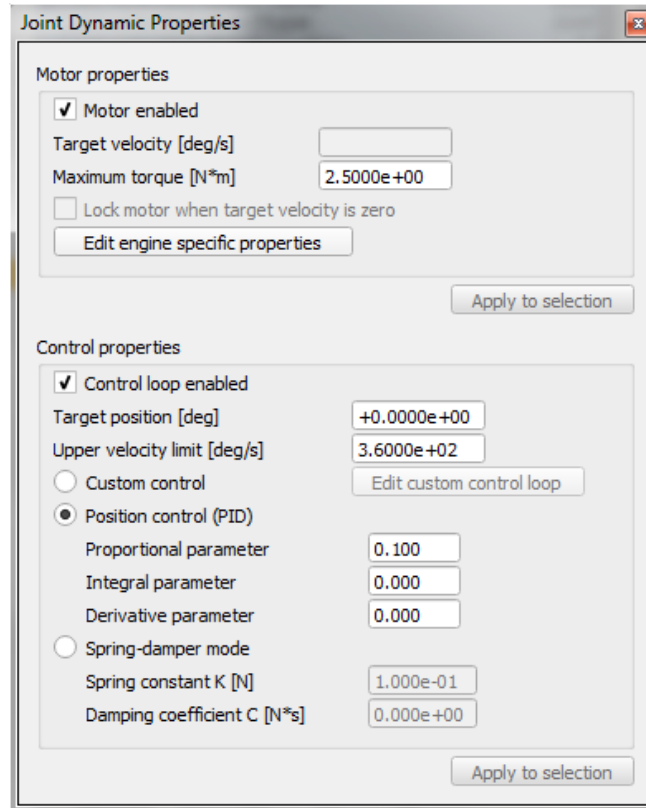 Joint Dynamic Properties
Motor properties
Motor enabled
Target velocity [deg/s]
Maximum torque [N*m] 2.5000e+00
Lock motor when target velocity is zero
Edit engine specific properties
Apply to selection
Control properties
Control loop enabled
Target position [deg] +0.0000e+00
Upper velocity limit [deg/s] 3.6000e+02
Custom control Edit custom control loop
Position control (PID)
Proportional parameter 0.100
Integral parameter 0.000
Derivative parameter 0.000
Spring-damper mode
Spring constant K [N] 1.000e-01
Damping coefficient C [N*s] 0.000e+00
Apply to selection